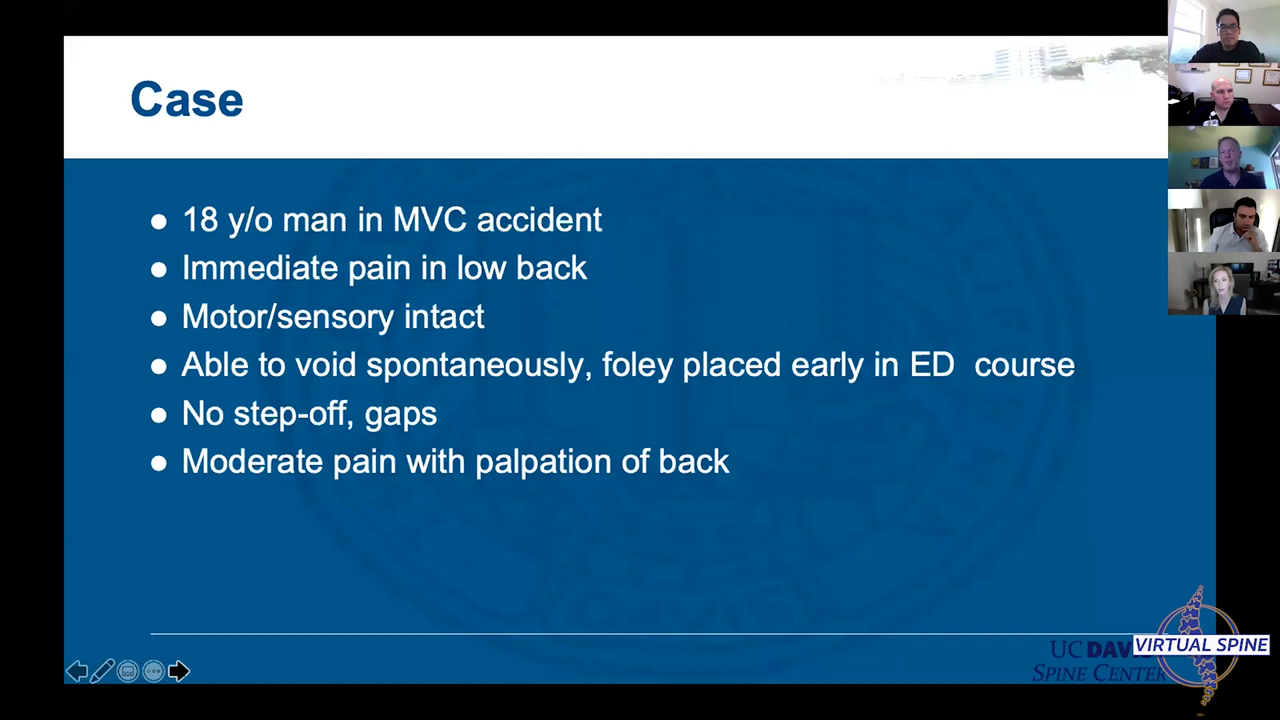 Case
● 18 y/o man in MVC accident
● Immediate pain in low back
● Motor/sensory intact
● Able to void spontaneously, foley placed early in ED course
● No step-off, gaps
● Moderate pain with palpation of back
UC DAVI
SPINE CENTER
VIRTUAL SPINE